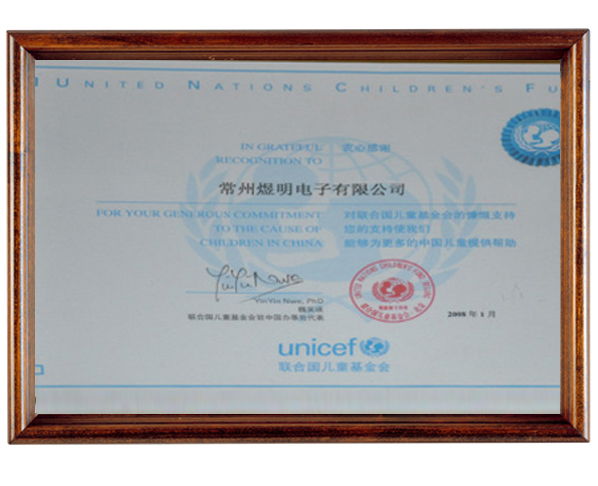 UNITED NATIONS CHILDREN'S FU
IN GRATEFUL 衷心感谢
RECOGNITION TO
常州煜明电子有限公司
FOR YOUR GENEROUS COMMITMENT 对联合国儿童基金会的慷慨支持
TO THE CAUSE OF 您的支持使我们
CHILDREN IN CHINA 能够为更多的中国儿童提供帮助
YinYin Nwe, PhD
联合国儿童基金会驻中国办事处代表
2008 年 1 月
unicef
联合国儿童基金会